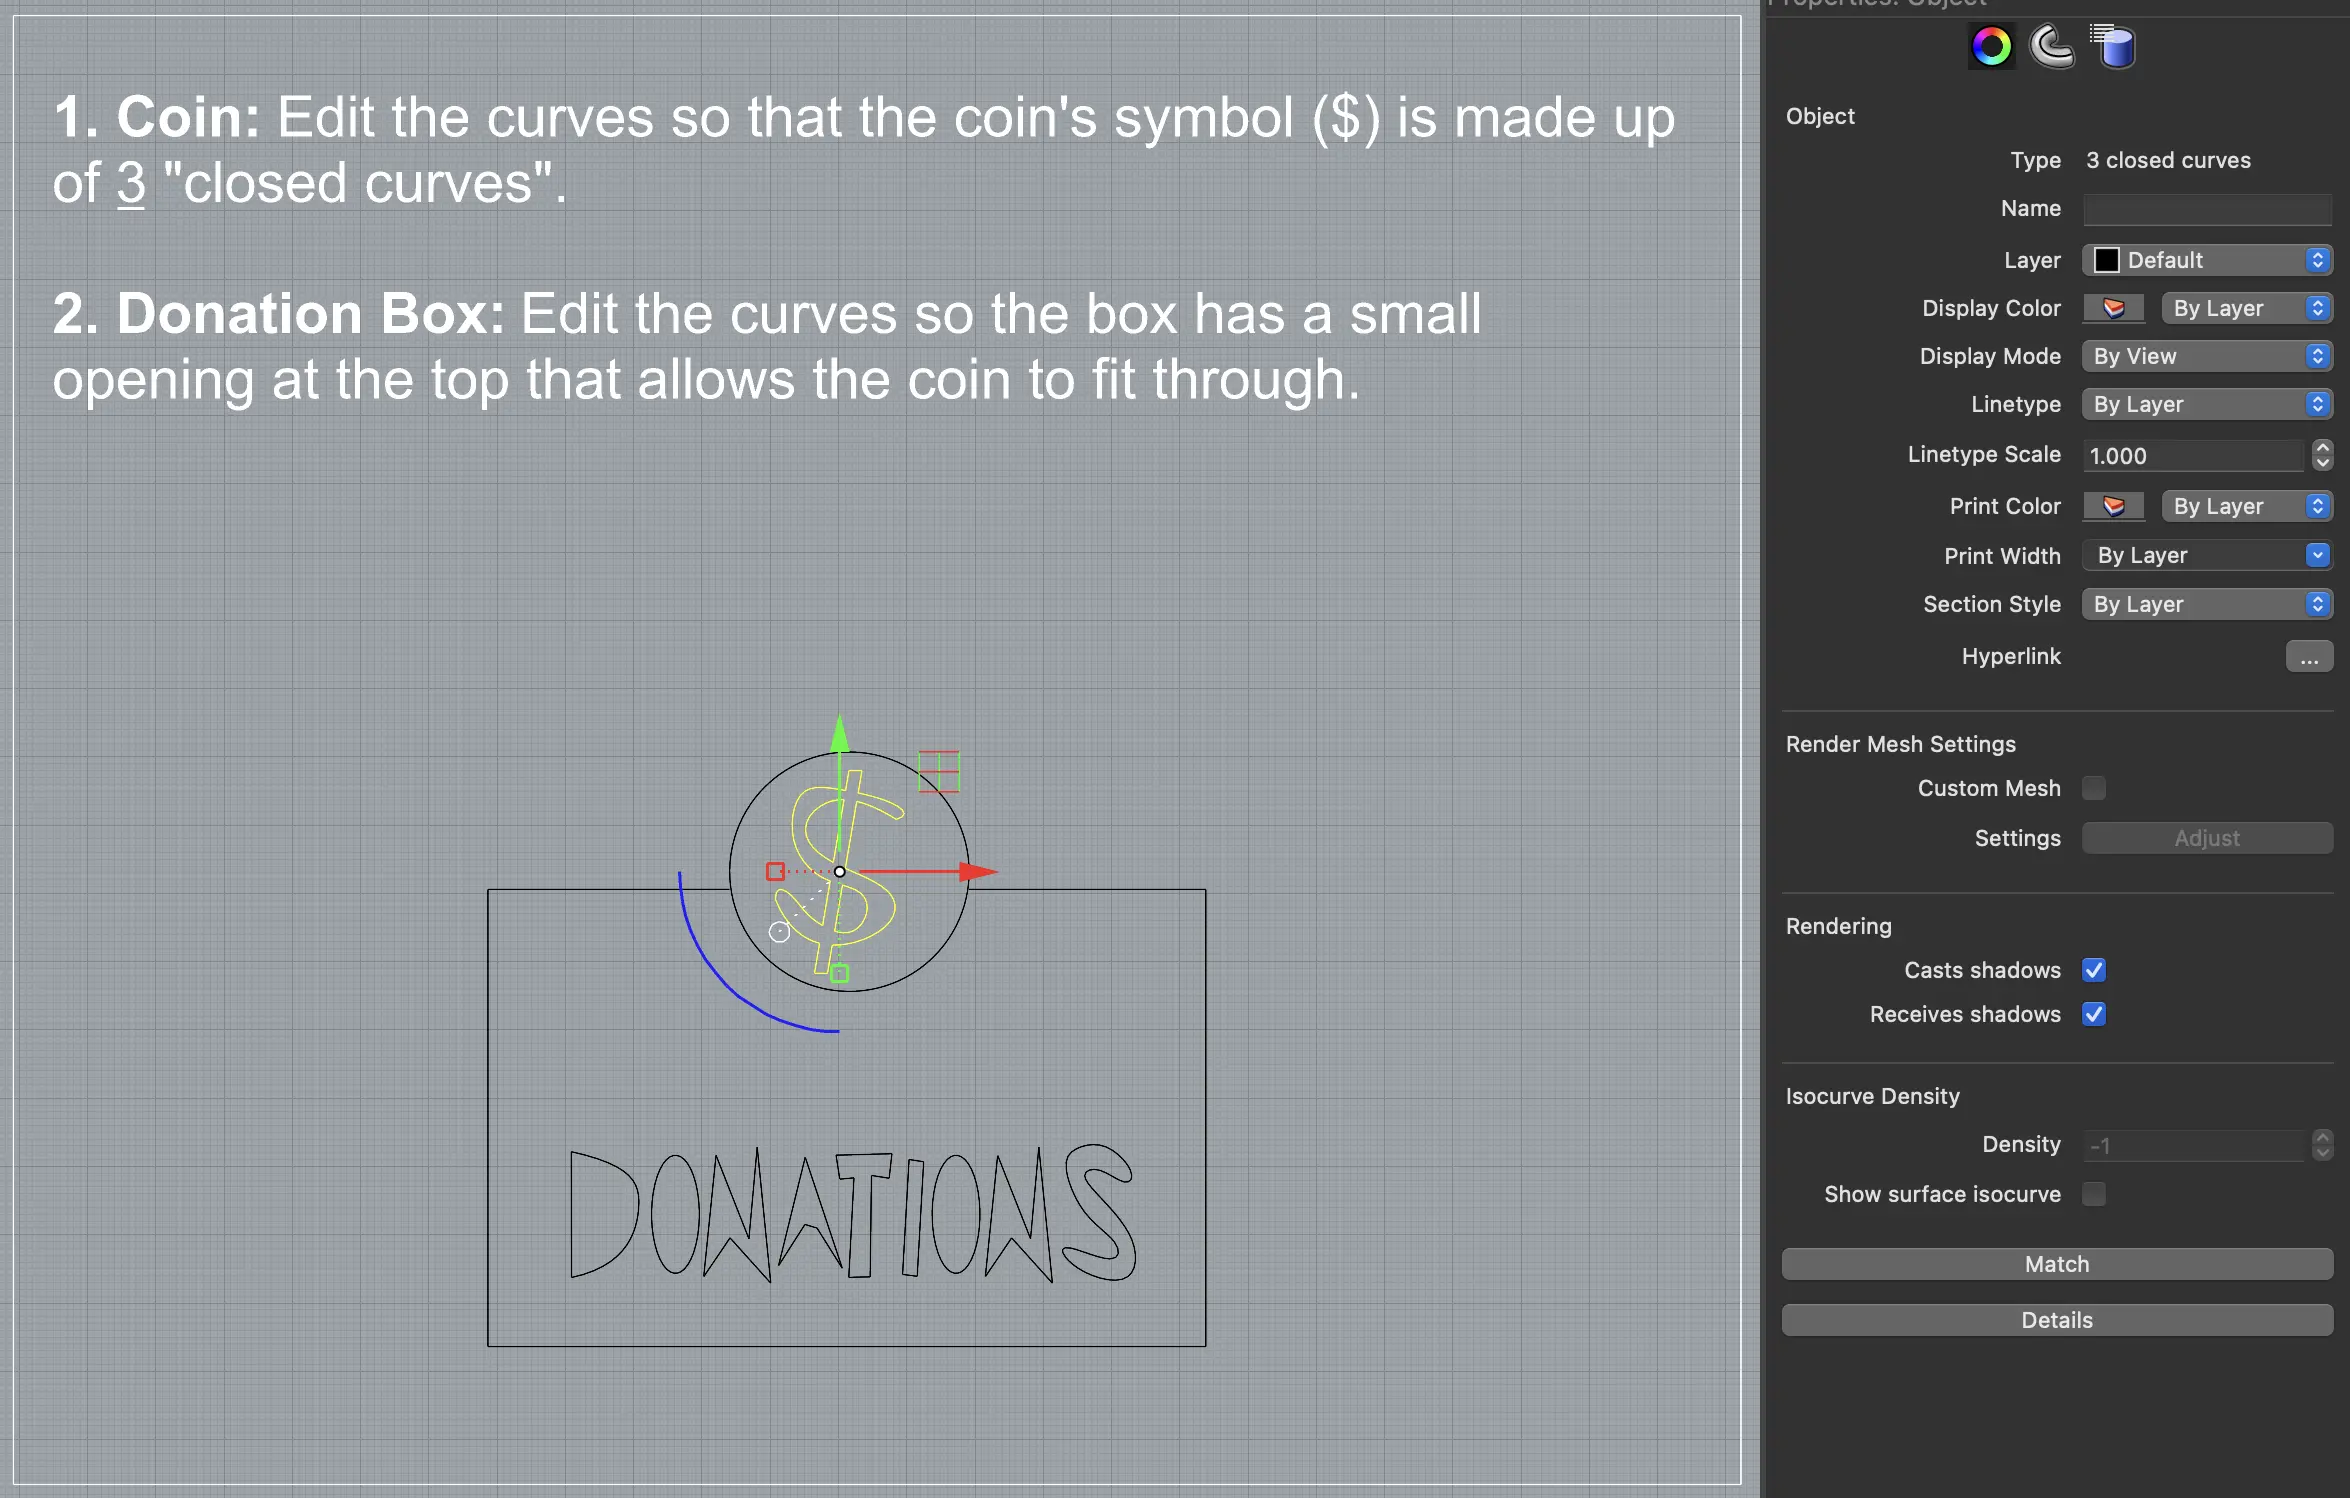 Properties: Object
1. Coin: Edit the curves so that the coin's symbol ($) is made up
of 3 "closed curves".
2. Donation Box: Edit the curves so the box has a small
opening at the top that allows the coin to fit through.
$
DONATIONS
Object
Type 3 closed curves
Name
Layer Default
Display Color By Layer
Display Mode By View
Linetype By Layer
Linetype Scale 1.000
Print Color By Layer
Print Width By Layer
Section Style By Layer
Hyperlink ...
Render Mesh Settings
Custom Mesh
Settings Adjust
Rendering
Casts shadows
Receives shadows
Isocurve Density
Density -1
Show surface isocurve
Match
Details